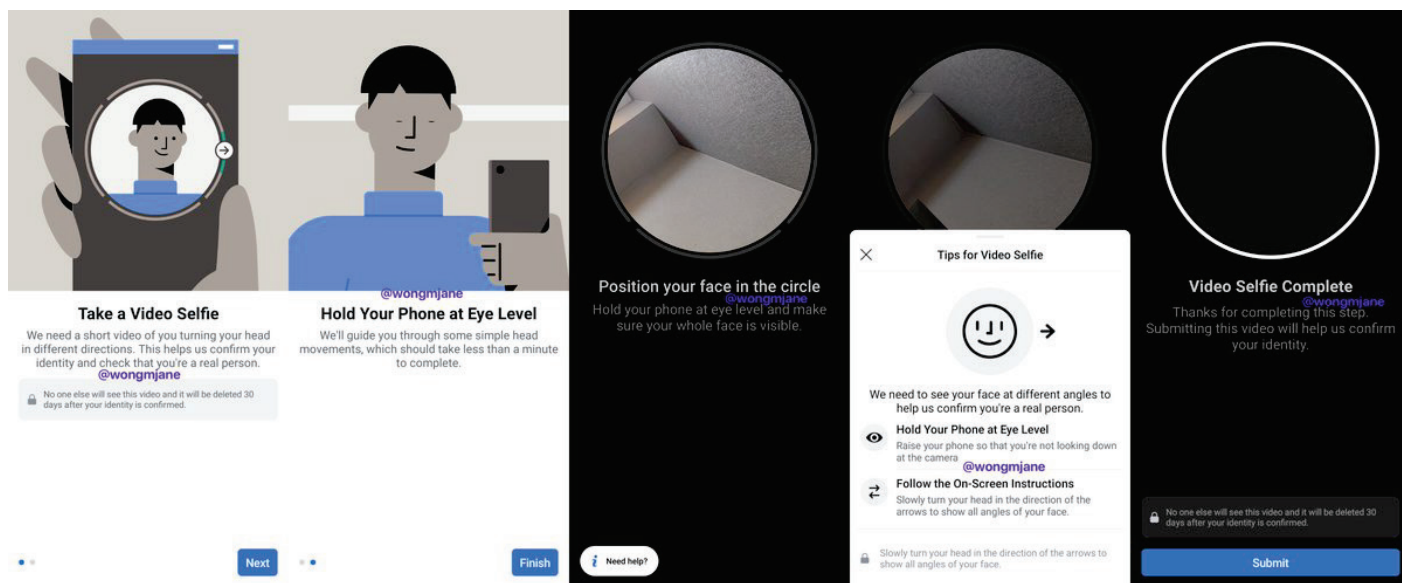 Take a Video Selfie
We need a short video of you turning your head
in different directions. This helps us confirm your
identity and check that you're a real person.
@wongmjane
No one else will see this video and it will be deleted 30
days after your identity is confirmed.
Next
@wongmjane
Hold Your Phone at Eye Level
We'll guide you through some simple head
movements, which should take less than a minute
to complete.
Finish
Position your face in the circle
@wongmjane
Hold your phone at eye level and make
sure your whole face is visible.
i Need help?
Tips for Video Selfie
We need to see your face at different angles to
help us confirm you're a real person.
Hold Your Phone at Eye Level
Raise your phone so that you're not looking down
at the camera
@wongmjane
Follow the On-Screen Instructions
Slowly turn your head in the direction of the
arrows to show all angles of your face.
Slowly turn your head in the direction of the arrows to
show all angles of your face.
Video Selfie Complete
@wongmjane
Thanks for completing this step.
Submitting this video will help us confirm
your identity.
No one else will see this video and it will be deleted 30
days after your identity is confirmed.
Submit